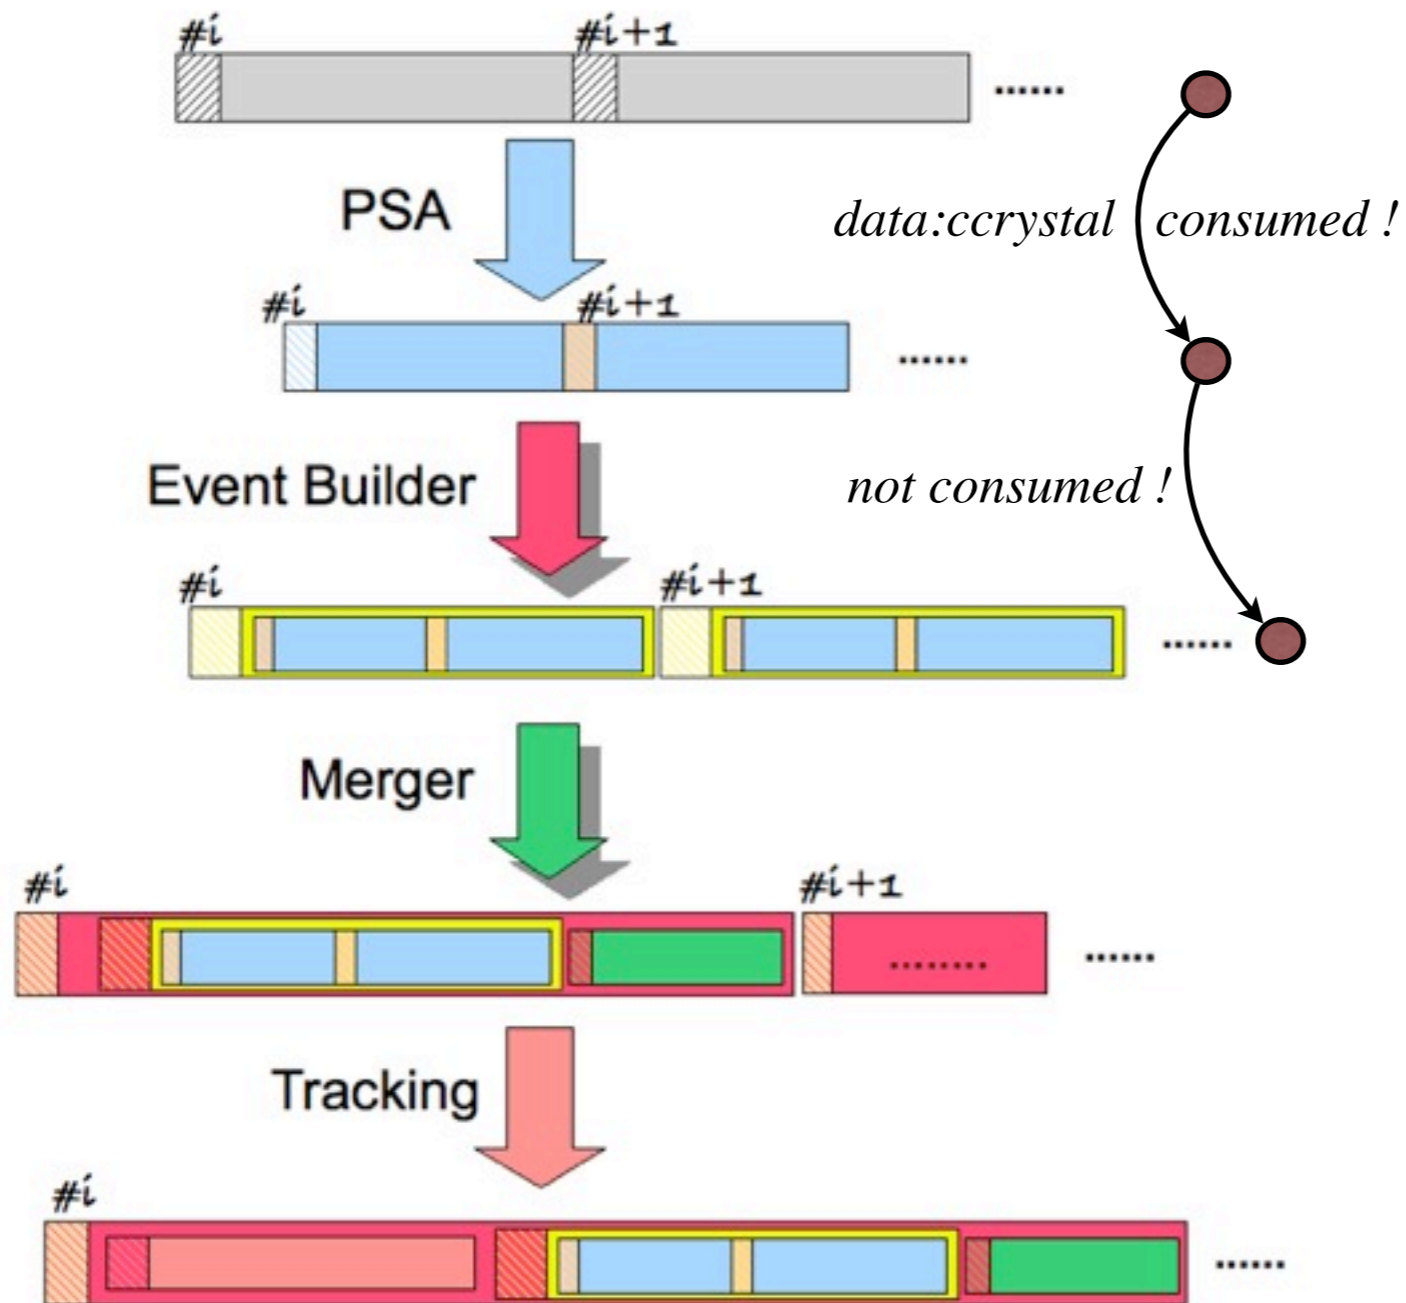 #i #i+1
......
PSA
data:ccrystal consumed !
#i #i+1
......
Event Builder
not consumed !
#i #i+1
......
Merger
#i #i+1
........
......
Tracking
#i
......